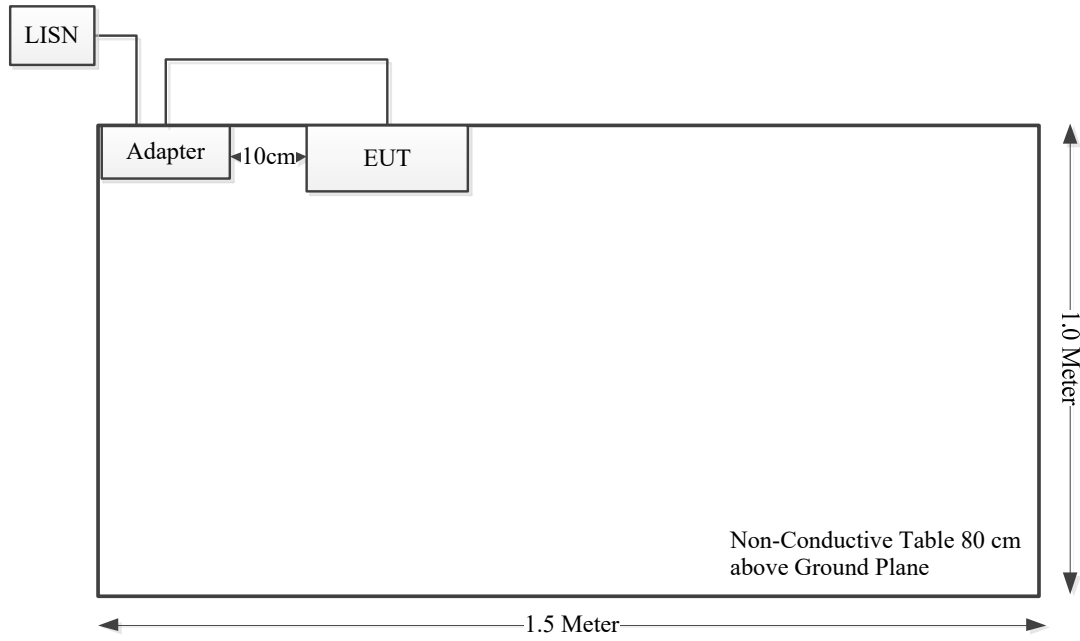 LISN
Adapter
10cm
EUT
1.0 Meter
Non-Conductive Table 80 cm
above Ground Plane
1.5 Meter